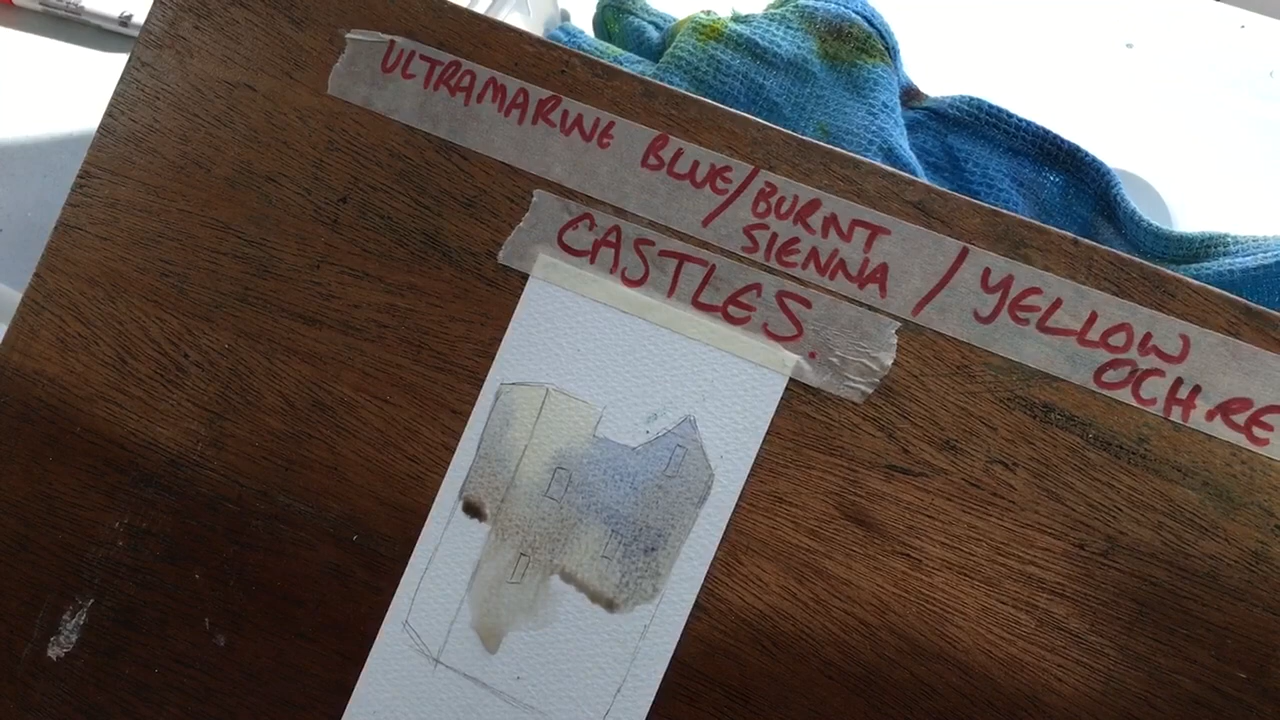 ULTRAMARINE BLUE/BURNT SIENNA / YELLOW OCHRE
CASTLES.